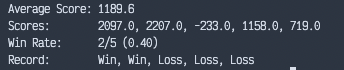 Average Score: 1189.6
Scores: 2097.0, 2207.0, -233.0, 1158.0, 719.0
Win Rate: 2/5 (0.40)
Record: Win, Win, Loss, Loss, Loss